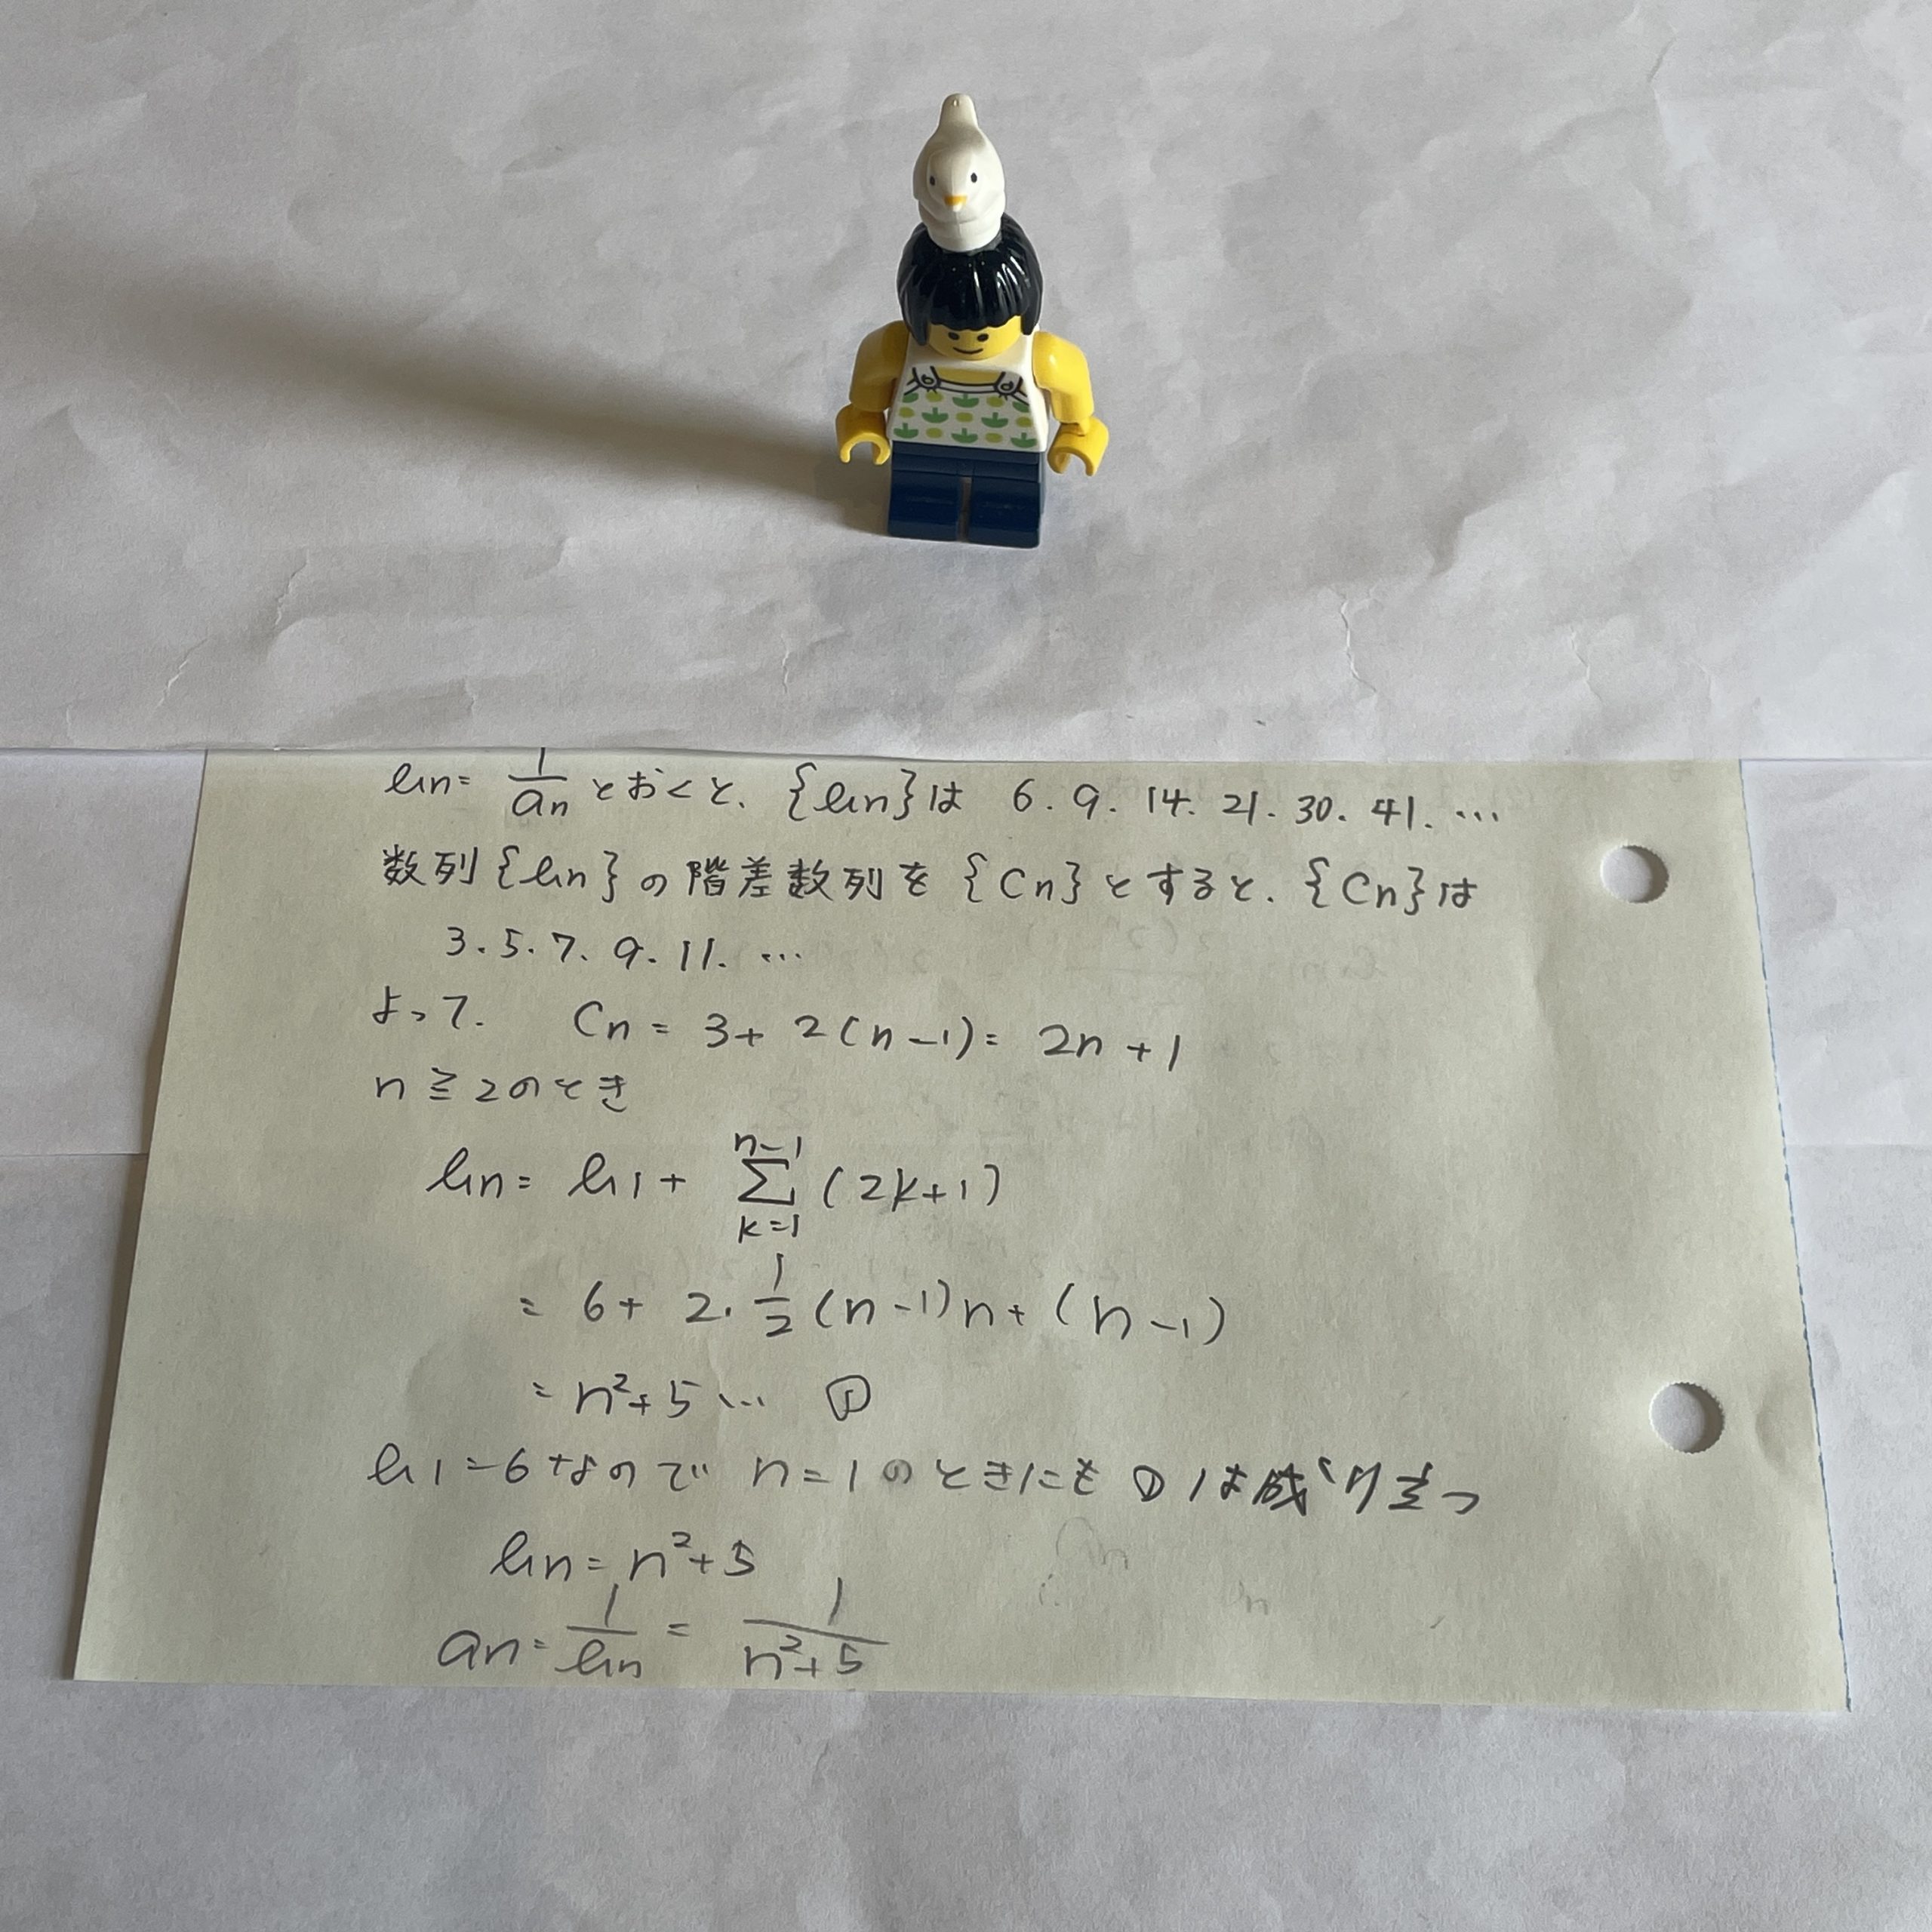 bn = 1/an とおくと、{bn}は 6. 9. 14. 21. 30. 41. …
数列{bn}の階差数列を{Cn}とすると、{Cn}は
3. 5. 7. 9. 11. …
よって、 Cn = 3 + 2(n-1) = 2n + 1
n ≧ 2のとき
bn = b1 + Σ_{k=1}^{n-1} (2k+1)
= 6 + 2・1/2(n-1)n + (n-1)
= n² + 5 … ①
b1 = 6 なので n = 1 のときにも ① は成り立つ
bn = n² + 5
an = 1/bn = 1/(n² + 5)